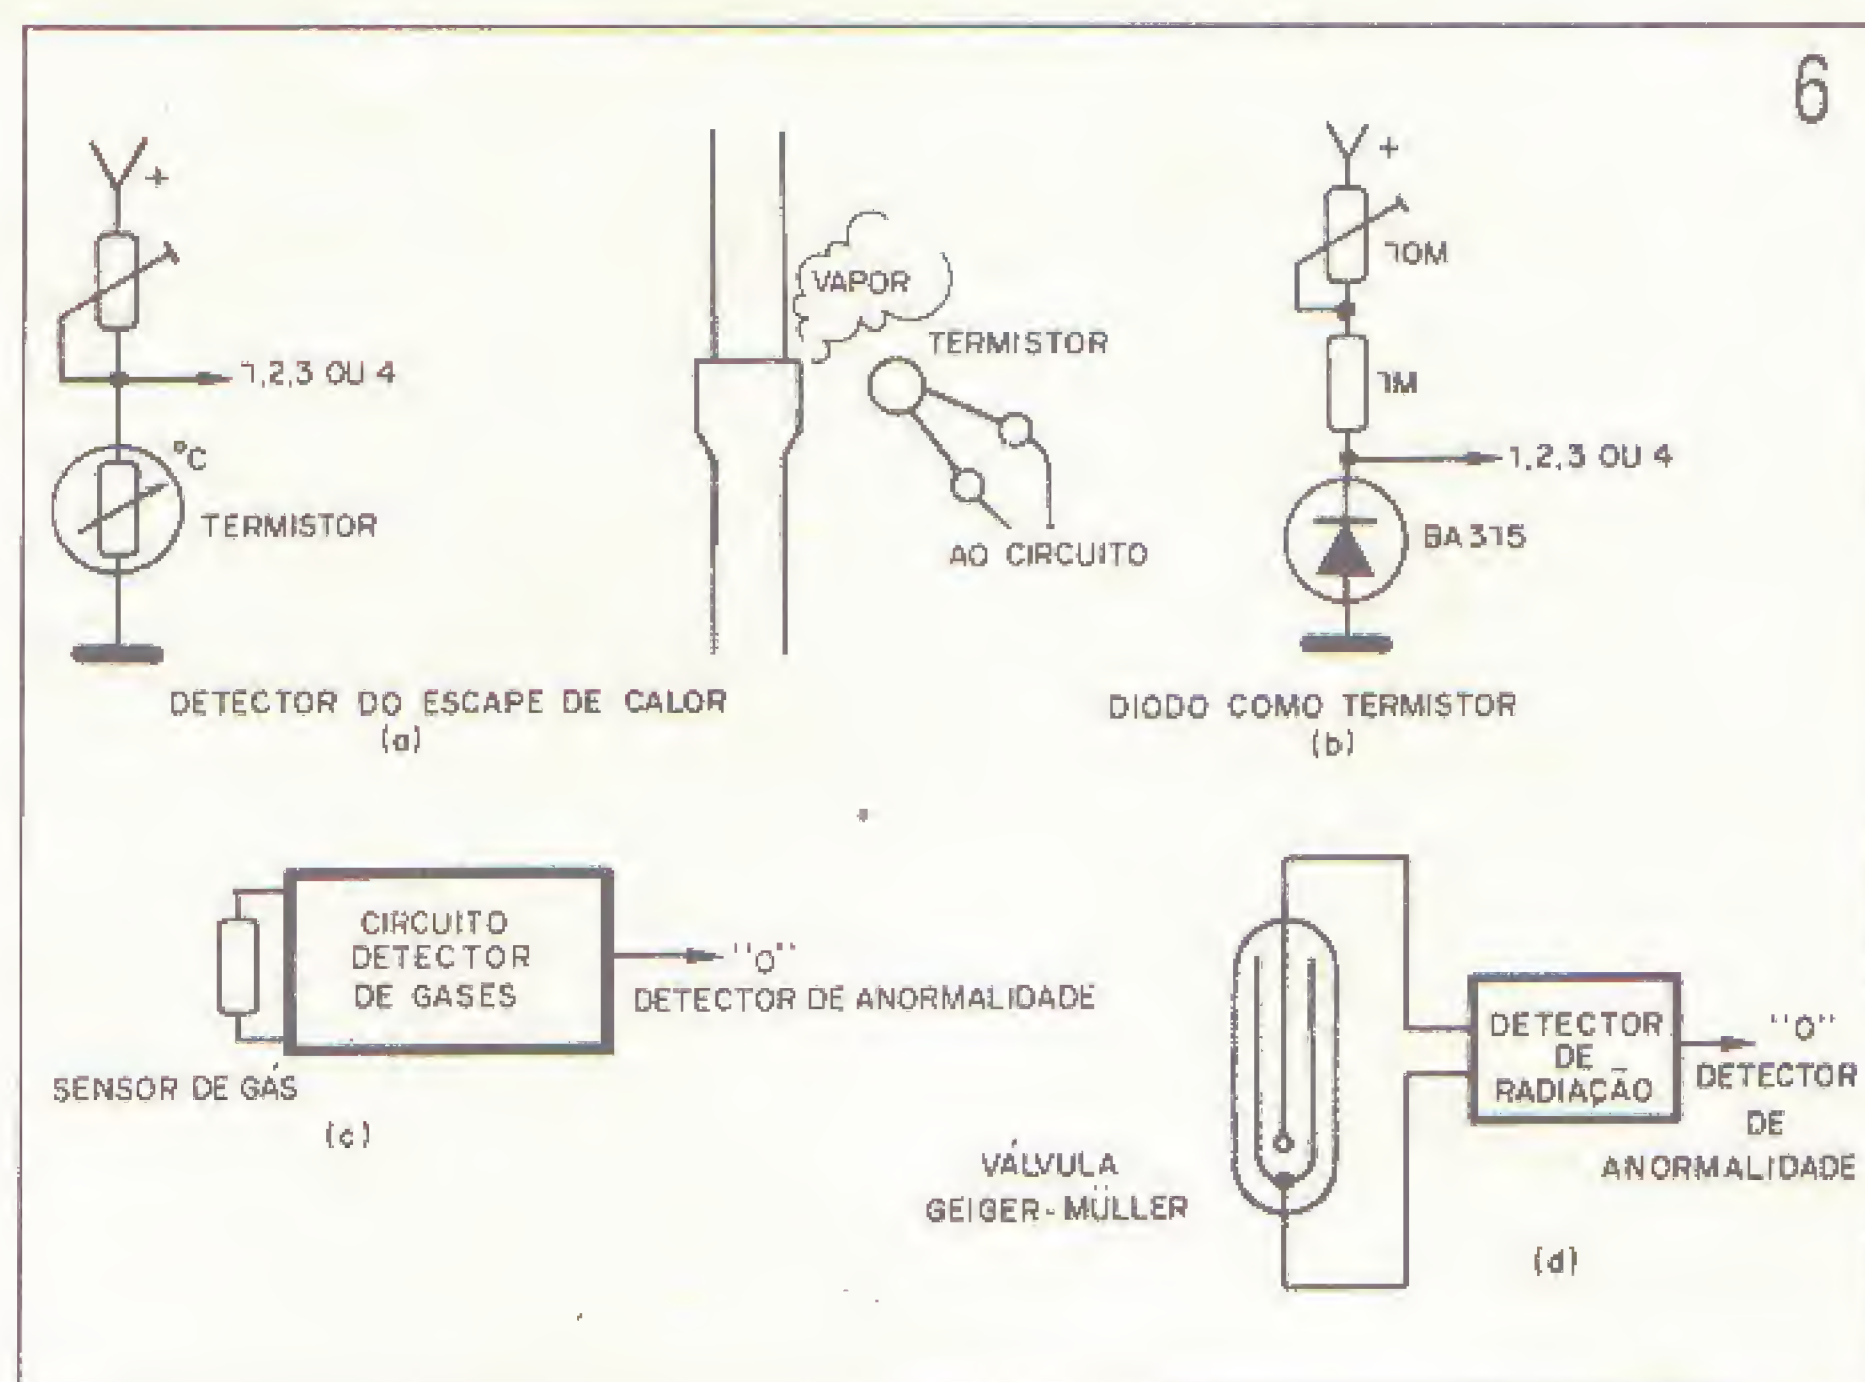 6
+
1,2,3 OU 4
°C
TERMISTOR
VAPOR
TERMISTOR
AO CIRCUITO
DETECTOR DO ESCAPE DE CALOR
(a)
+
10M
1M
1,2,3 OU 4
BA315
DIODO COMO TERMISTOR
(b)
CIRCUITO
DETECTOR
DE GASES
"0"
DETECTOR DE ANORMALIDADE
SENSOR DE GÁS
(c)
VÁLVULA
GEIGER-MÜLLER
DETECTOR
DE
RADIAÇÃO
"0"
DETECTOR
DE
ANORMALIDADE
(d)